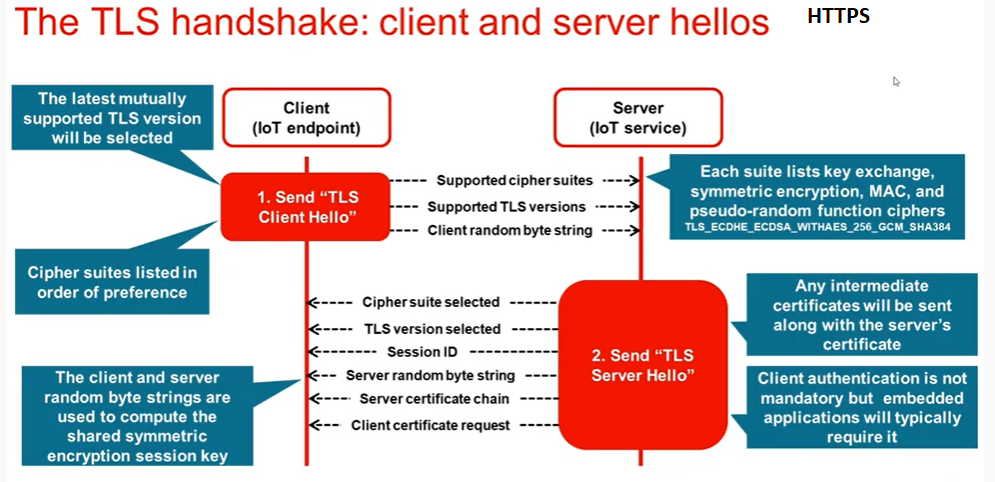 The TLS handshake: client and server hellos
HTTPS
The latest mutually
supported TLS version
will be selected
Client
(IoT endpoint)
Server
(IoT service)
1. Send “TLS
Client Hello”
Supported cipher suites
Supported TLS versions
Client random byte string
Each suite lists key exchange,
symmetric encryption, MAC, and
pseudo-random function ciphers
TLS_ECDHE_ECDSA_WITHAES_256_GCM_SHA384
Cipher suites listed in
order of preference
Cipher suite selected
TLS version selected
Session ID
Server random byte string
Server certificate chain
Client certificate request
2. Send “TLS
Server Hello”
Any intermediate
certificates will be sent
along with the server’s
certificate
The client and server
random byte strings are
used to compute the
shared symmetric
encryption session key
Client authentication is not
mandatory but embedded
applications will typically
require it